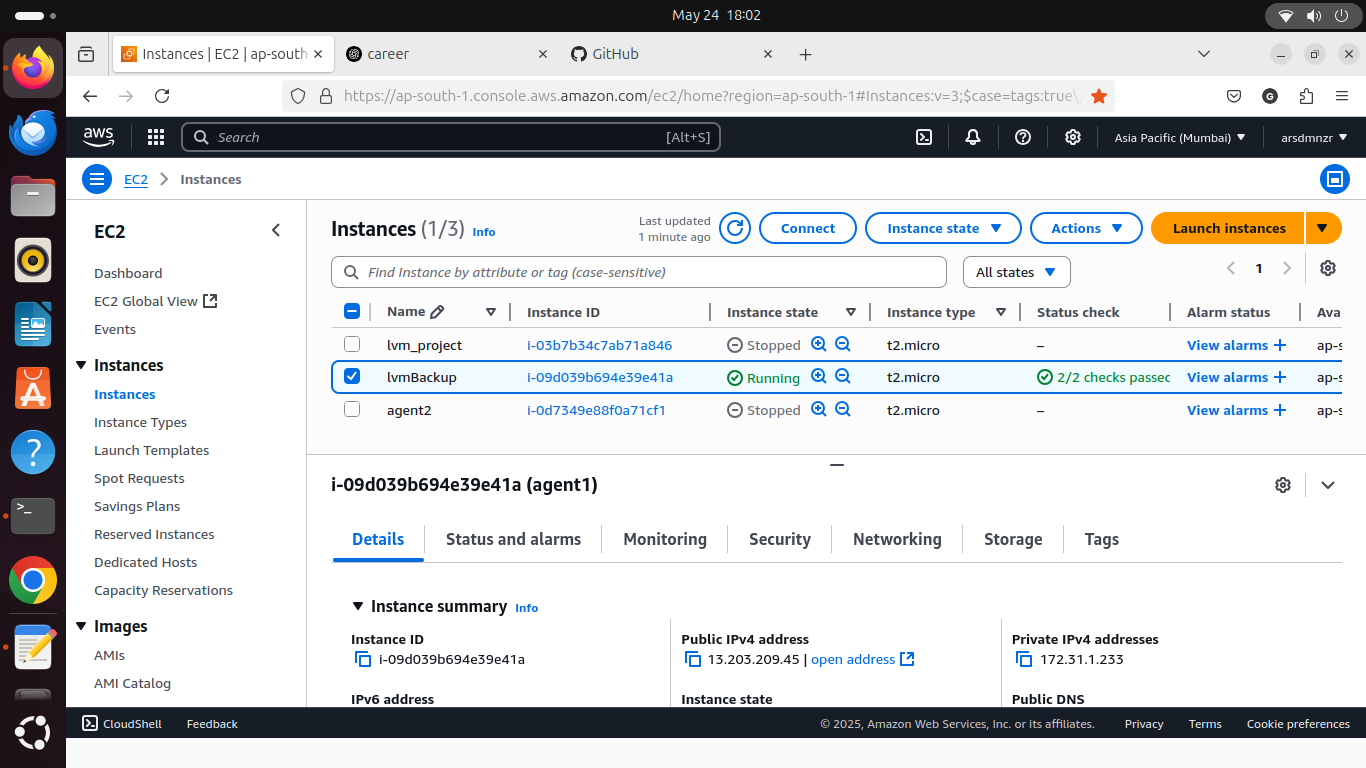 May 24 18:02
Instances | EC2 | ap-south
career
GitHub
https://ap-south-1.console.aws.amazon.com/ec2/home?region=ap-south-1#Instances:v=3;$case=tags:true\,
aws
Search [Alt+S]
Asia Pacific (Mumbai)
arsdmnzr
EC2 Instances
EC2
Dashboard
EC2 Global View
Events
Instances
Instances
Instance Types
Launch Templates
Spot Requests
Savings Plans
Reserved Instances
Dedicated Hosts
Capacity Reservations
Images
AMIs
AMI Catalog
Instances (1/3) Info
Last updated
1 minute ago
Connect
Instance state
Actions
Launch instances
Find Instance by attribute or tag (case-sensitive)
All states
1
Name Instance ID Instance state Instance type Status check Alarm status Ava
lvm_project i-03b7b34c7ab71a846 Stopped t2.micro – View alarms + ap-s
lvmBackup i-09d039b694e39e41a Running t2.micro 2/2 checks passed View alarms + ap-s
agent2 i-0d7349e88f0a71cf1 Stopped t2.micro – View alarms + ap-s
i-09d039b694e39e41a (agent1)
Details Status and alarms Monitoring Security Networking Storage Tags
Instance summary Info
Instance ID
i-09d039b694e39e41a
Public IPv4 address
13.203.209.45 | open address
Private IPv4 addresses
172.31.1.233
IPv6 address
Instance state
Public DNS
CloudShell Feedback
© 2025, Amazon Web Services, Inc. or its affiliates. Privacy Terms Cookie preferences